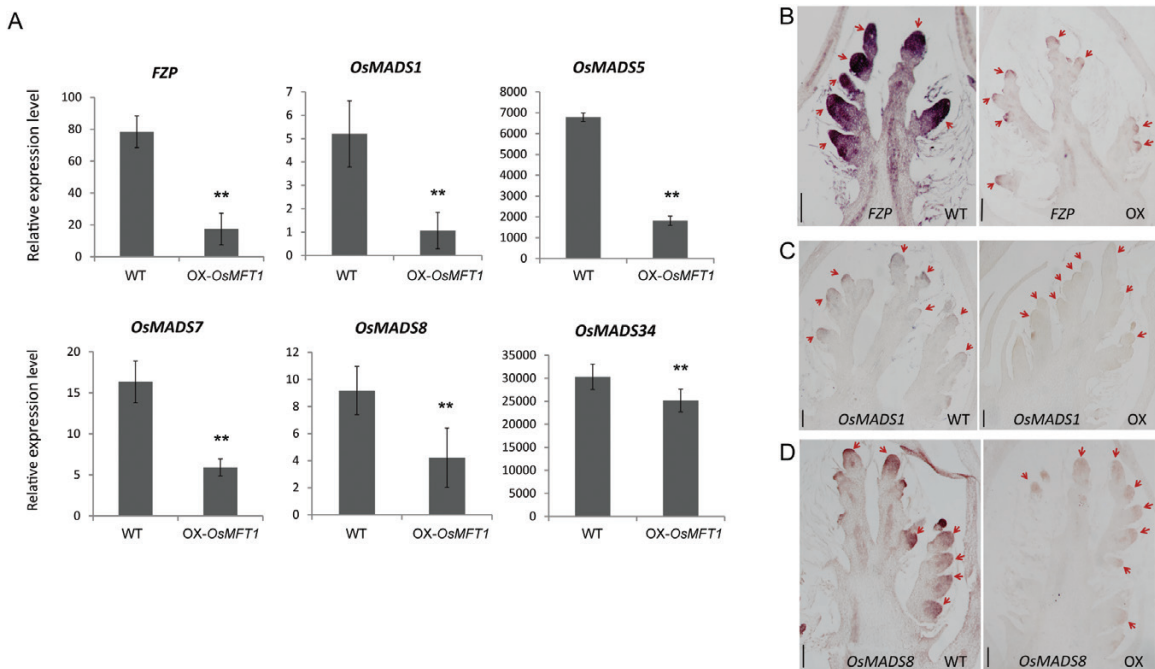 A
FZP
Relative expression level
100
80
60
40
20
0
**
WT
OX-OsMFT1
OsMADS1
7
6
5
4
3
2
1
0
**
WT
OX-OsMFT1
OsMADS5
8000
7000
6000
5000
4000
3000
2000
1000
0
**
WT
OX-OsMFT1
OsMADS7
Relative expression level
20
15
10
5
0
**
WT
OX-OsMFT1
OsMADS8
12
10
8
6
4
2
0
**
WT
OX-OsMFT1
OsMADS34
35000
30000
25000
20000
15000
10000
5000
0
**
WT
OX-OsMFT1
B
FZP WT
FZP OX
C
OsMADS1 WT
OsMADS1 OX
D
OsMADS8 WT
OsMADS8 OX